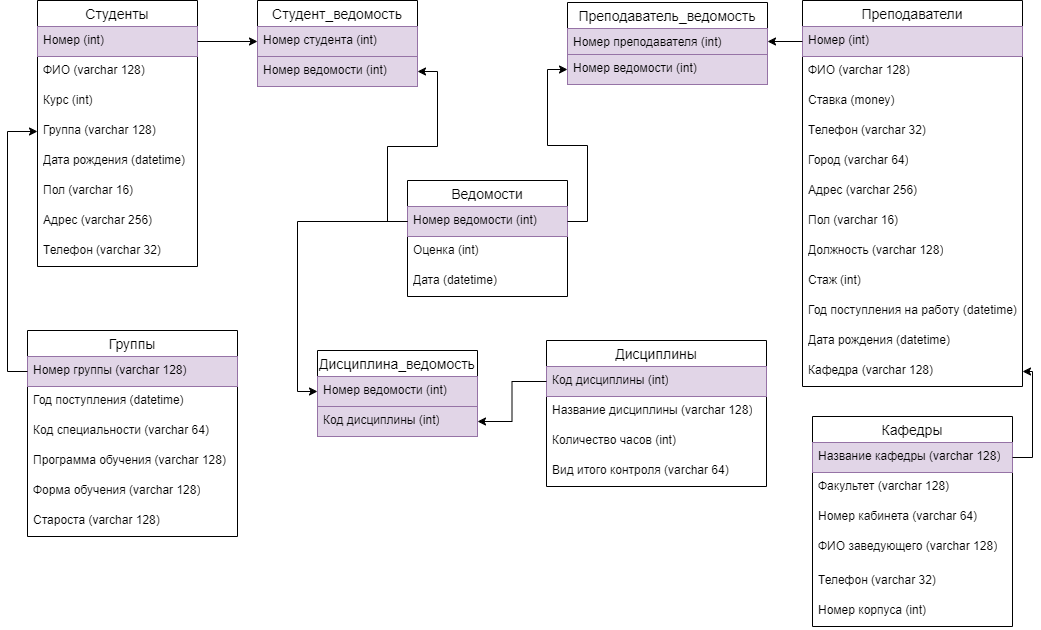 Студенты
Номер (int)
ФИО (varchar 128)
Курс (int)
Группа (varchar 128)
Дата рождения (datetime)
Пол (varchar 16)
Адрес (varchar 256)
Телефон (varchar 32)
Студент_ведомость
Номер студента (int)
Номер ведомости (int)
Преподаватель_ведомость
Номер преподавателя (int)
Номер ведомости (int)
Преподаватели
Номер (int)
ФИО (varchar 128)
Ставка (money)
Телефон (varchar 32)
Город (varchar 64)
Адрес (varchar 256)
Пол (varchar 16)
Должность (varchar 128)
Стаж (int)
Год поступления на работу (datetime)
Дата рождения (datetime)
Кафедра (varchar 128)
Ведомости
Номер ведомости (int)
Оценка (int)
Дата (datetime)
Группы
Номер группы (varchar 128)
Год поступления (datetime)
Код специальности (varchar 64)
Программа обучения (varchar 128)
Форма обучения (varchar 128)
Староста (varchar 128)
Дисциплина_ведомость
Номер ведомости (int)
Код дисциплины (int)
Дисциплины
Код дисциплины (int)
Название дисциплины (varchar 128)
Количество часов (int)
Вид итого контроля (varchar 64)
Кафедры
Название кафедры (varchar 128)
Факультет (varchar 128)
Номер кабинета (varchar 64)
ФИО заведующего (varchar 128)
Телефон (varchar 32)
Номер корпуса (int)